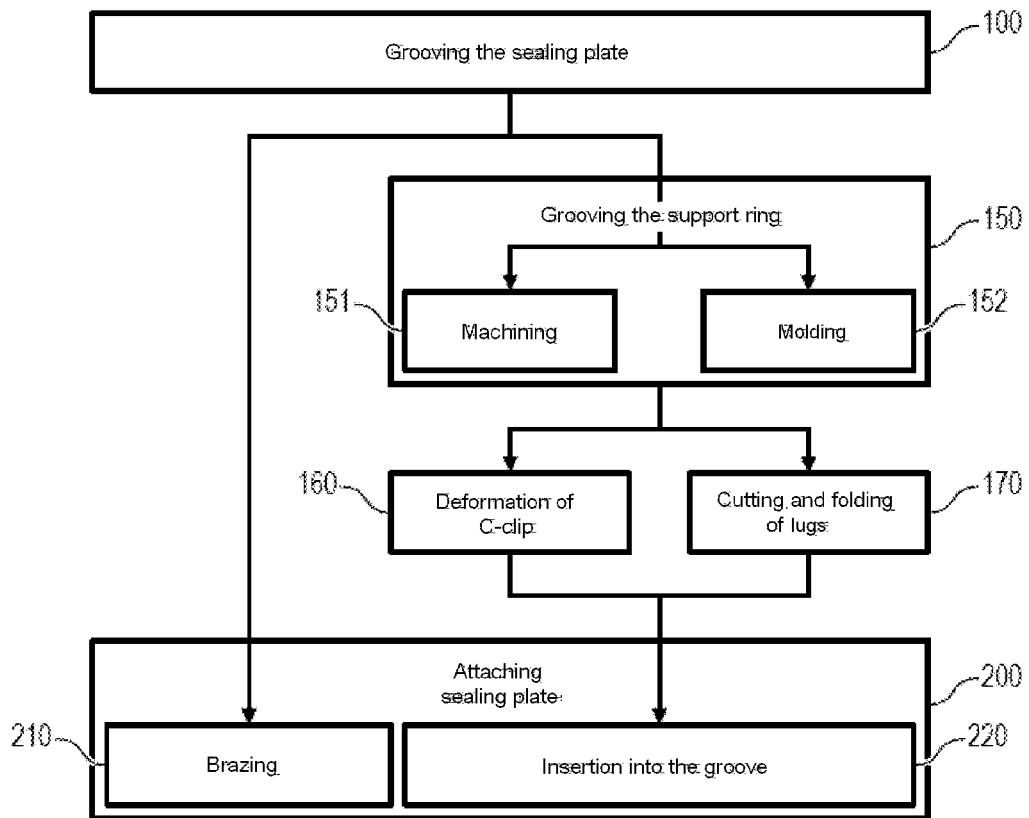 100
Grooving the sealing plate
Grooving the support ring
150
151
Machining
Molding
152
160
Deformation of
C-clip
Cutting and folding
of lugs
170
Attaching
sealing plate
200
210
Brazing
Insertion into the groove
220